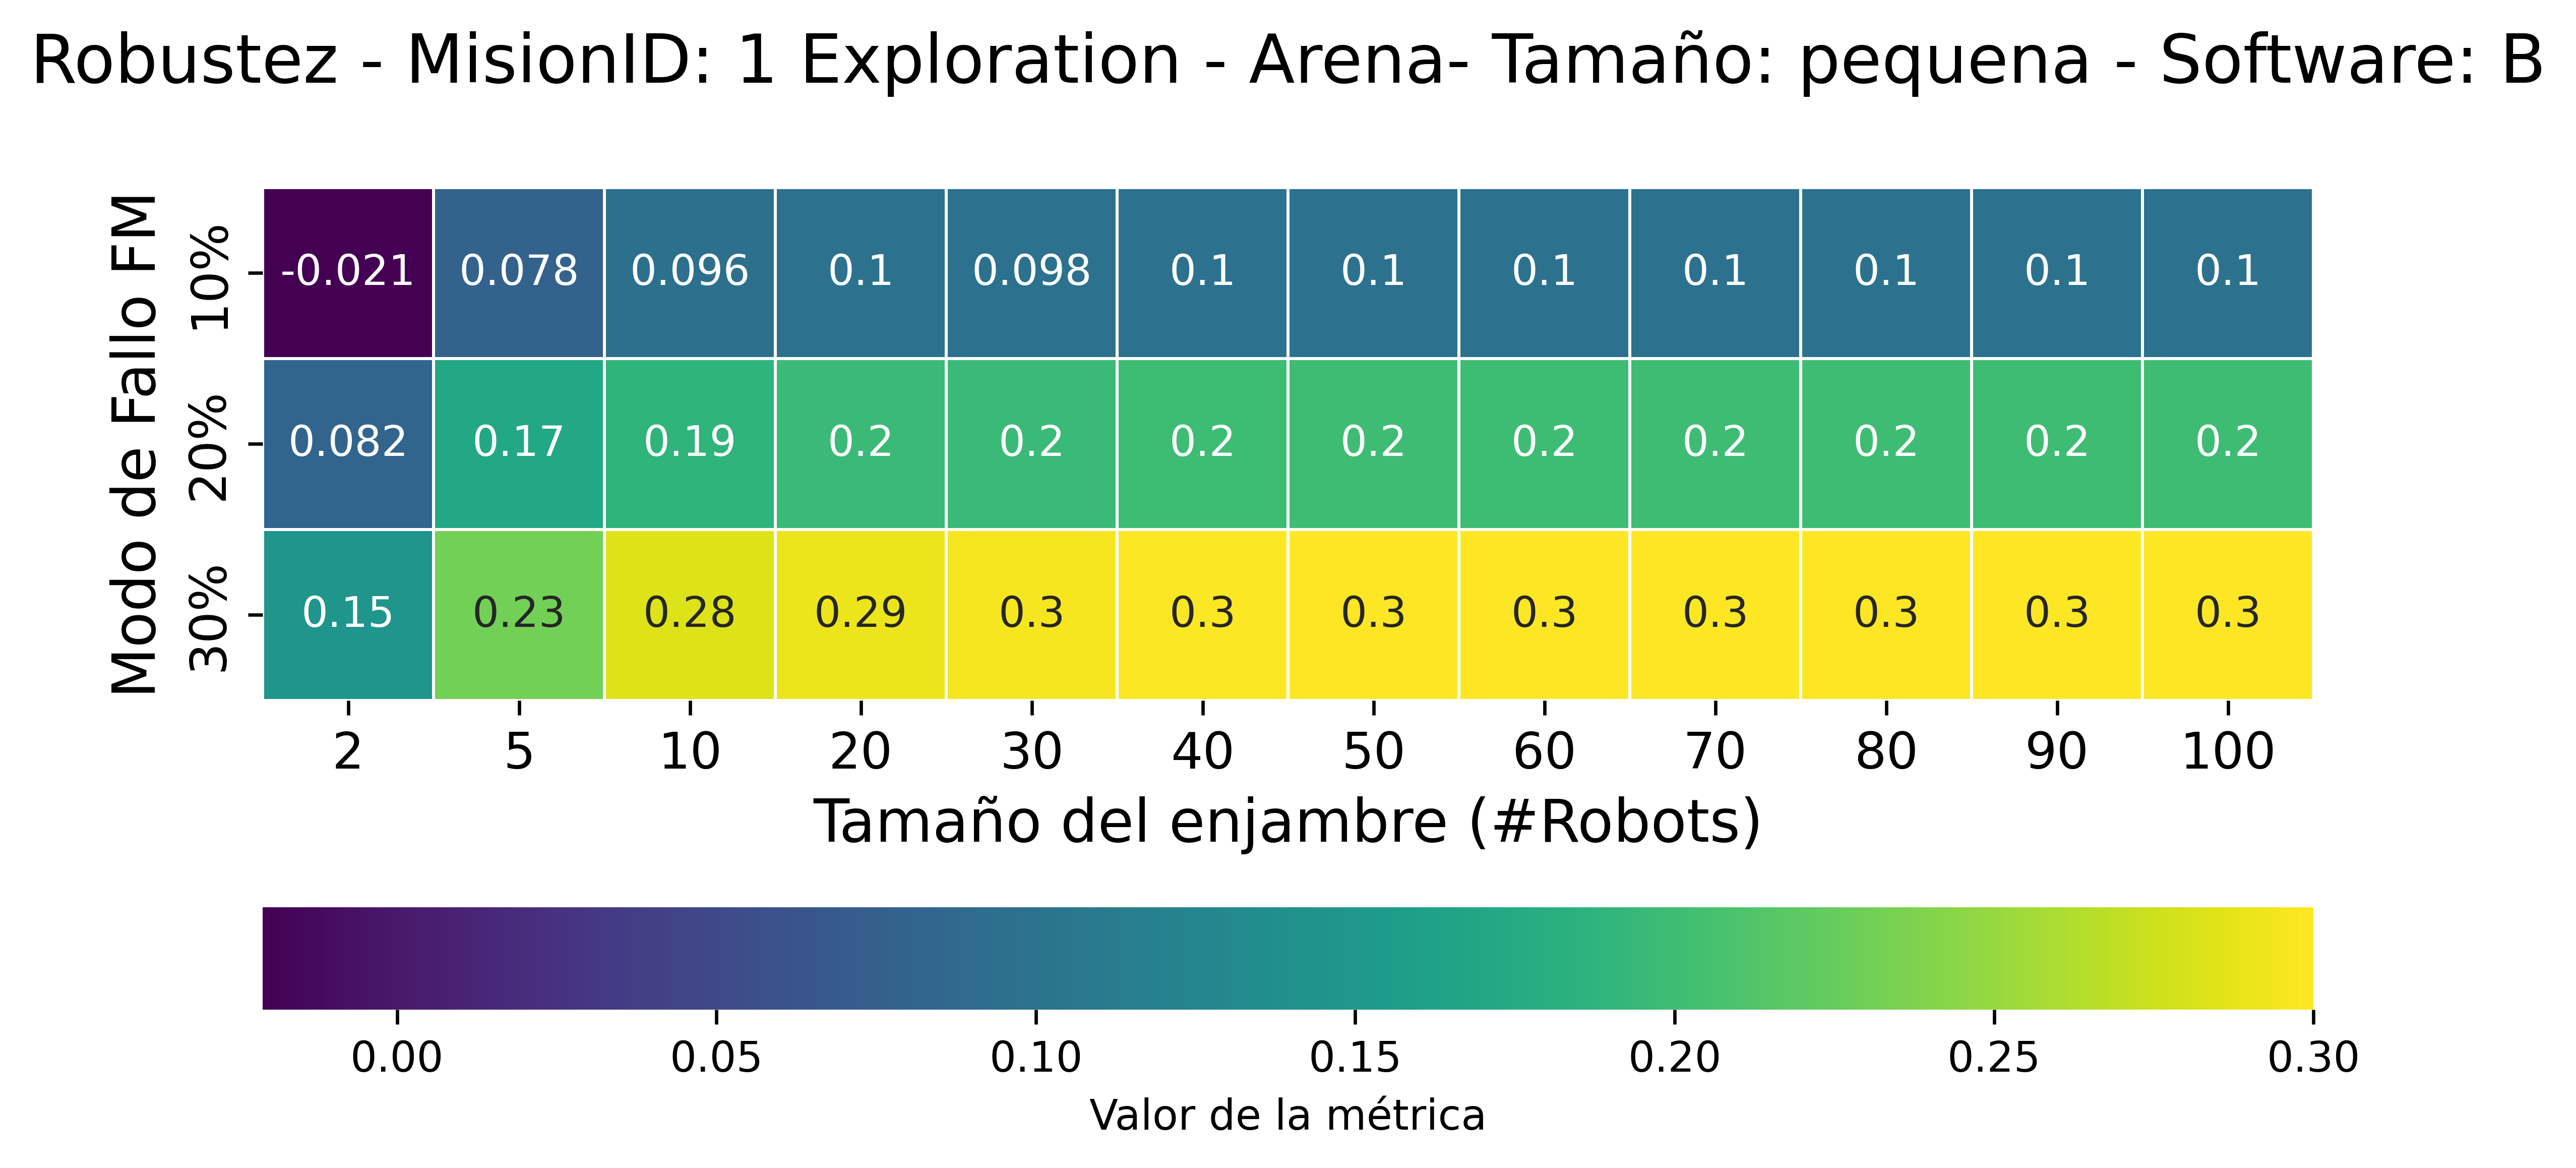 Robustez - MisionID: 1 Exploration - Arena- Tamaño: pequena - Software: B
Modo de Fallo FM
10%
-0.021 0.078 0.096 0.1 0.098 0.1 0.1 0.1 0.1 0.1 0.1 0.1
20%
0.082 0.17 0.19 0.2 0.2 0.2 0.2 0.2 0.2 0.2 0.2 0.2
30%
0.15 0.23 0.28 0.29 0.3 0.3 0.3 0.3 0.3 0.3 0.3 0.3
2 5 10 20 30 40 50 60 70 80 90 100
Tamaño del enjambre (#Robots)
0.00 0.05 0.10 0.15 0.20 0.25 0.30
Valor de la métrica